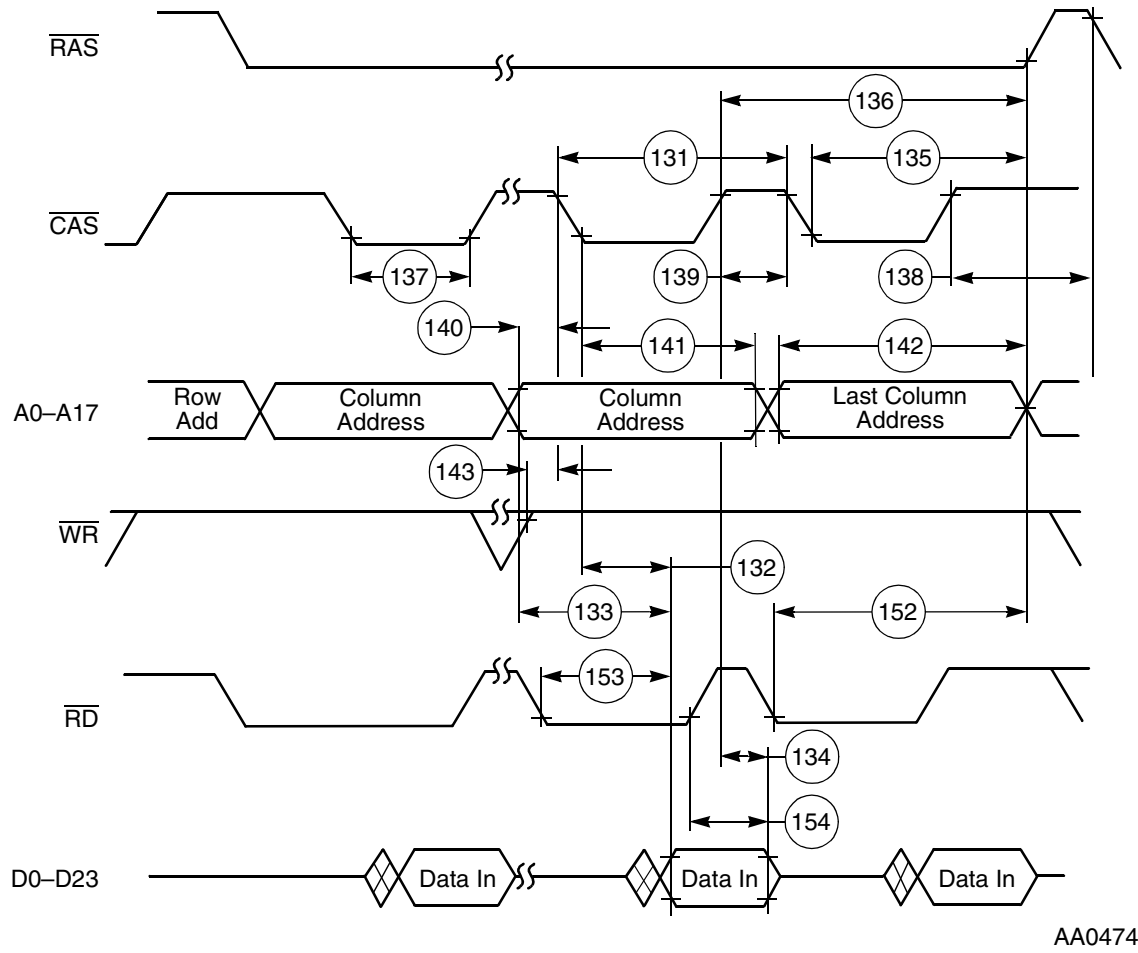 RAS
136
131
135
CAS
137
139
138
140
141
142
A0–A17
Row
Add
Column
Address
Column
Address
Last Column
Address
143
WR
132
133
152
153
RD
134
154
D0–D23
Data In
Data In
Data In
AA0474